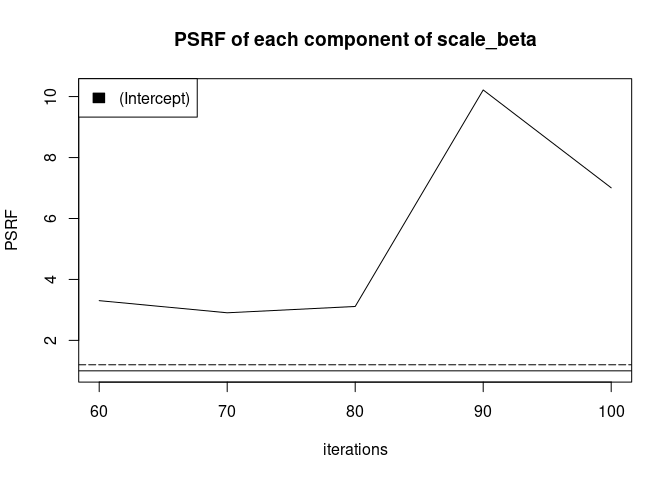 PSRF of each component of scale_beta
(Intercept)
PSRF
10
8
6
4
2
60 70 80 90 100
iterations